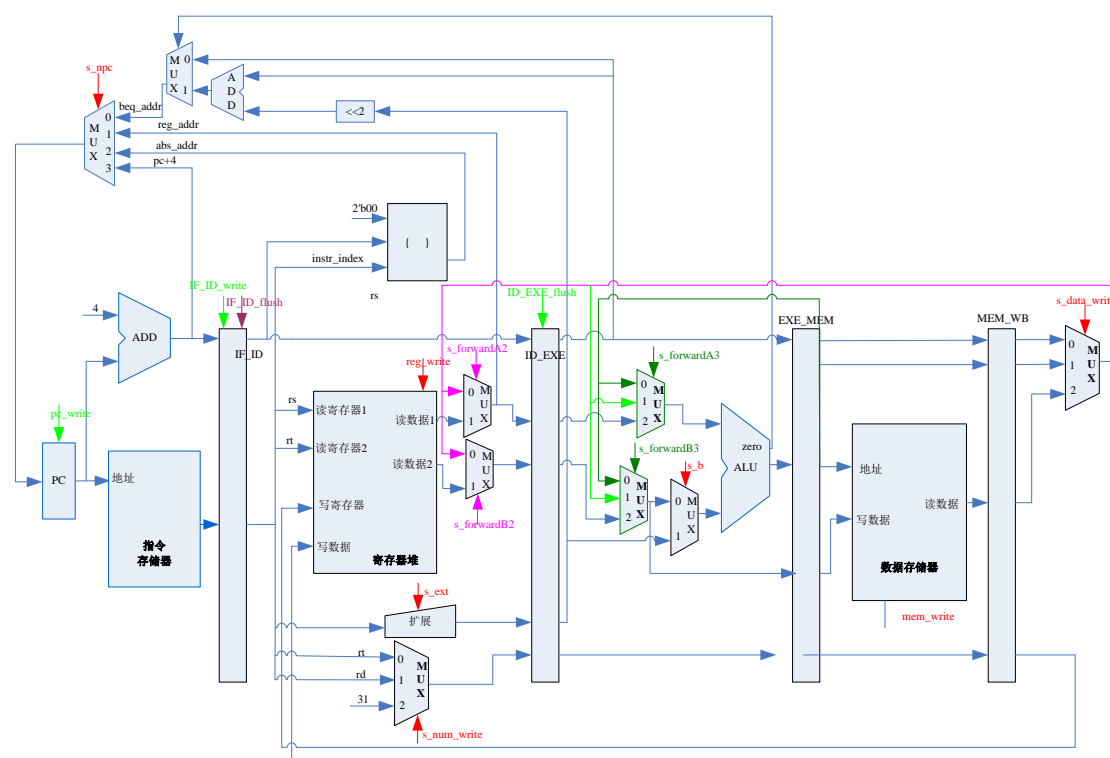 M 0
U
X 1
A
D
D
s_npc
<<2
beq_addr
0
M 1
U
X 2
3
reg_addr
abs_addr
pc+4
2'b00
{ }
instr_index
rs
IF_ID_write
IF_ID_flush
ID_EXE_flush
4
ADD
IF_ID
ID_EXE
EXE_MEM
MEM_WB
s_data_writ
0
1
2
M
U
X
s_forwardA2
reg_write
s_forwardA3
0 M
U
1 X
0
1
2
M
U
X
rs
读寄存器1
读数据1
rt
读寄存器2
读数据2
0 M
U
1 X
s_forwardB2
写寄存器
写数据
寄存器堆
s_forwardB3
0
1
2
M
U
X
s_b
0 M
U
X
1
zero
ALU
pc_write
PC
地址
指令
存储器
地址
读数据
写数据
数据存储器
mem_write
s_ext
扩展
rt
rd
31
0
1
2
M
U
X
s_num_write